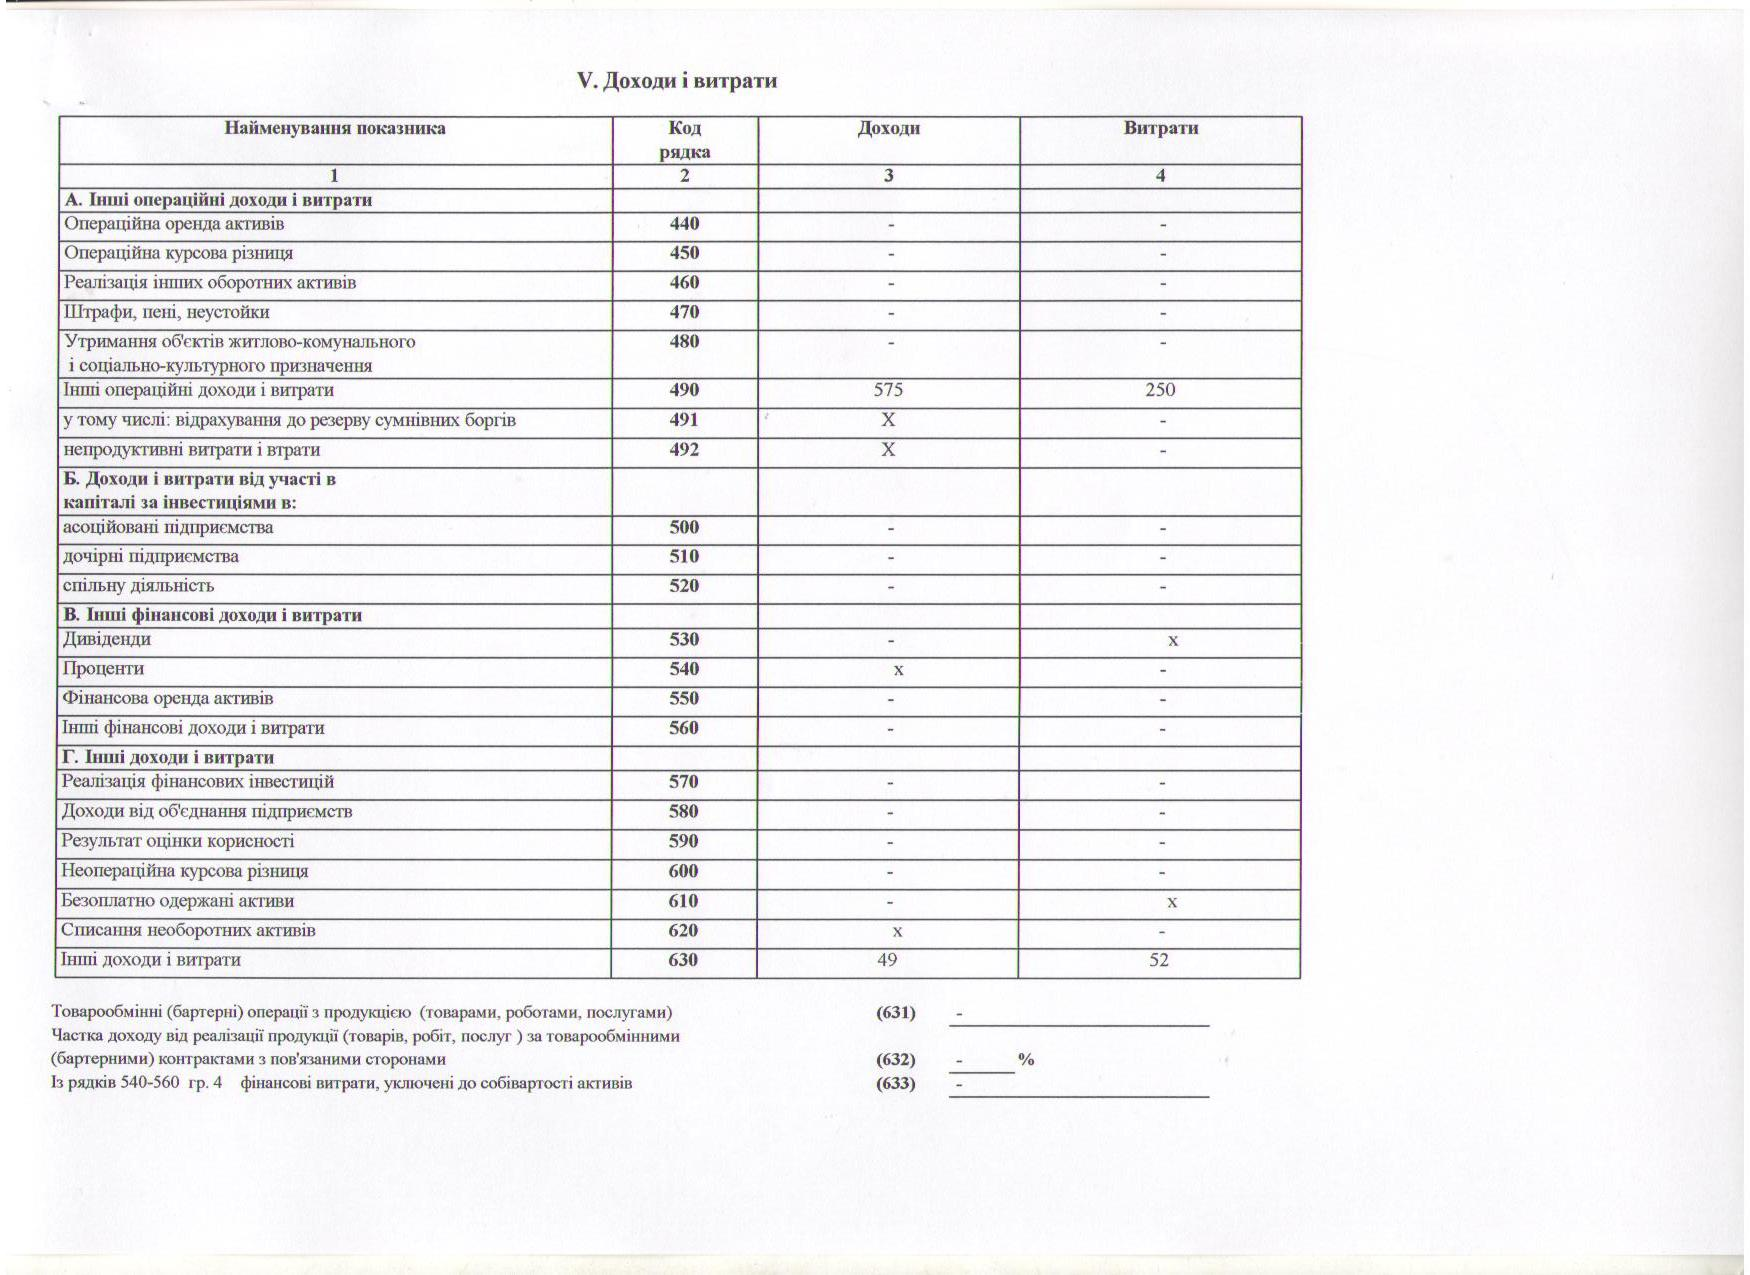 V. Доходи і витрати
Найменування показника Код рядка Доходи Витрати
1 2 3 4
А. Інші операційні доходи і витрати
Операційна оренда активів 440 - -
Операційна курсова різниця 450 - -
Реалізація інших оборотних активів 460 - -
Штрафи, пені, неустойки 470 - -
Утримання об'єктів житлово-комунального 480 - -
і соціально-культурного призначення
Інші операційні доходи і витрати 490 575 250
у тому числі: відрахування до резерву сумнівних боргів 491 Х -
непродуктивні витрати і втрати 492 Х -
Б. Доходи і витрати від участі в
капіталі за інвестиціями в:
асоційовані підприємства 500 - -
дочірні підприємства 510 - -
спільну діяльність 520 - -
В. Інші фінансові доходи і витрати
Дивіденди 530 - х
Проценти 540 х -
Фінансова оренда активів 550 - -
Інші фінансові доходи і витрати 560 - -
Г. Інші доходи і витрати
Реалізація фінансових інвестицій 570 - -
Доходи від об'єднання підприємств 580 - -
Результат оцінки корисності 590 - -
Неопераційна курсова різниця 600 - -
Безоплатно одержані активи 610 - х
Списання необоротних активів 620 х -
Інші доходи і витрати 630 49 52
Товарообмінні (бартерні) операції з продукцією (товарами, роботами, послугами) (631) -
Частка доходу від реалізації продукції (товарів, робіт, послуг ) за товарообмінними
(бартерними) контрактами з пов'язаними сторонами (632) - %
Із рядків 540-560 гр. 4 фінансові витрати, уключені до собівартості активів (633) -